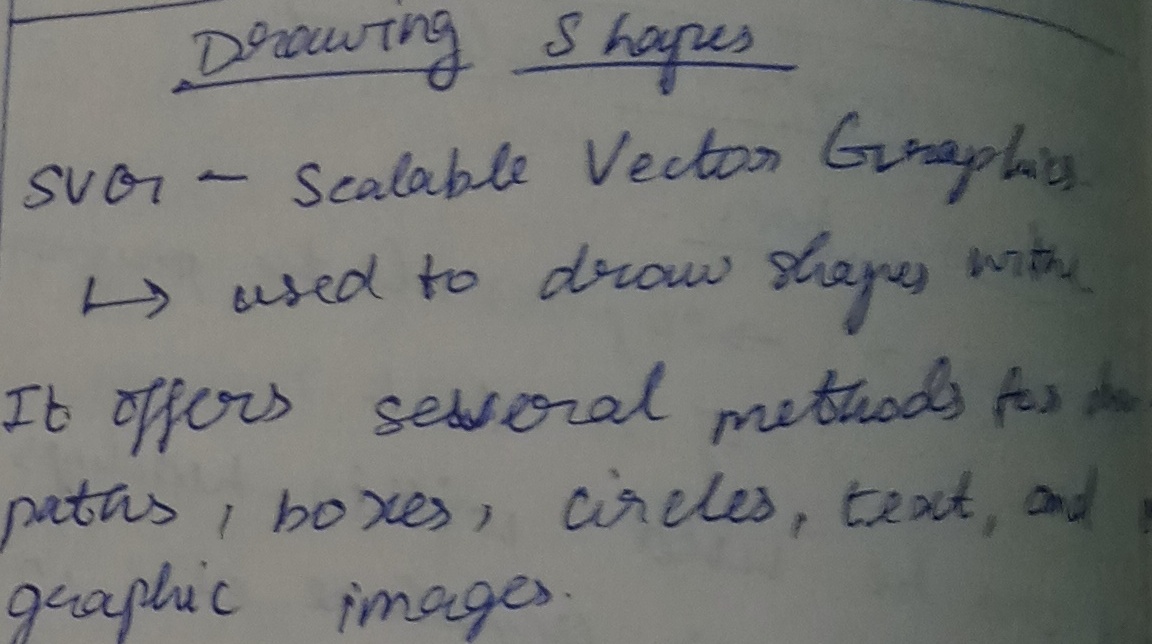 Drawing Shapes
SVG - Scalable Vector Graphics
↳ used to draw shapes with
It offers several methods for
paths, boxes, circles, text, and
graphic images.